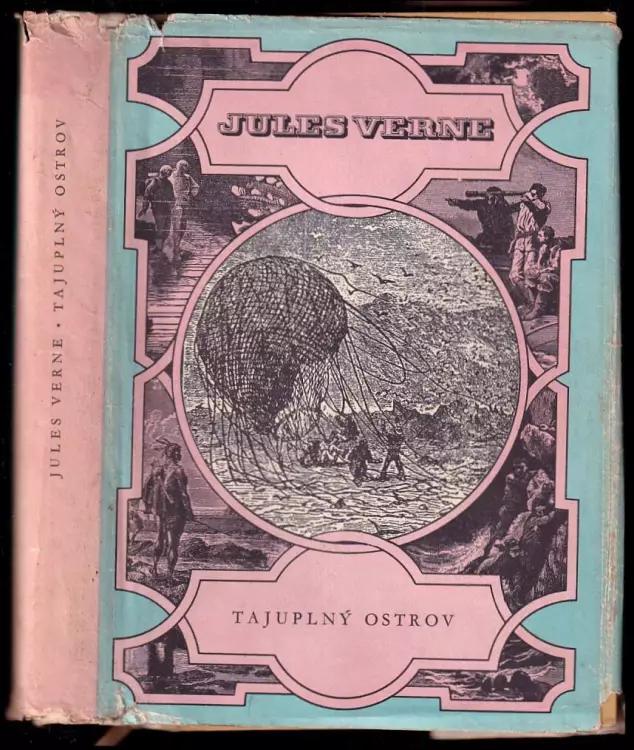 JULES VERNE · TAJUPLNÝ OSTROV
JULES VERNE
TAJUPLNÝ OSTROV